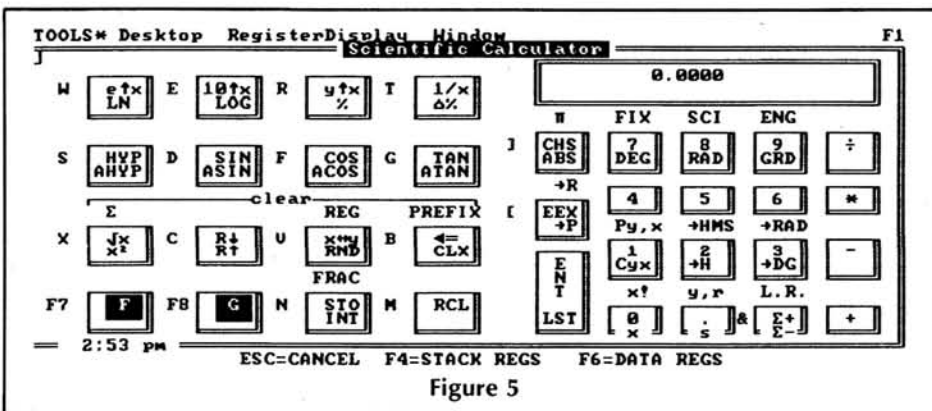 TOOLS* Desktop RegisterDisplay Window F1
Scientific Calculator
0.0000
W e↑x LN E 10↑x LOG R y↑x % T 1/x Δ%
π FIX SCI ENG
S HYP AHYP D SIN ASIN F COS ACOS G TAN ATAN ] CHS ABS 7 DEG 8 RAD 9 GRD ÷
→R
clear
[ EEX →P 4 5 6 *
Σ REG PREFIX Py,x →HMS →RAD
X √x x² C R↓ R↑ V x↔y RND B ⇐ CLX 1 Cyx 2 →H 3 →DG -
FRAC x! y,r L.R.
F7 F F8 G N STO INT M RCL ENT LST 0 x . s & Σ+ Σ- +
2:53 pm
ESC=CANCEL F4=STACK REGS F6=DATA REGS
Figure 5